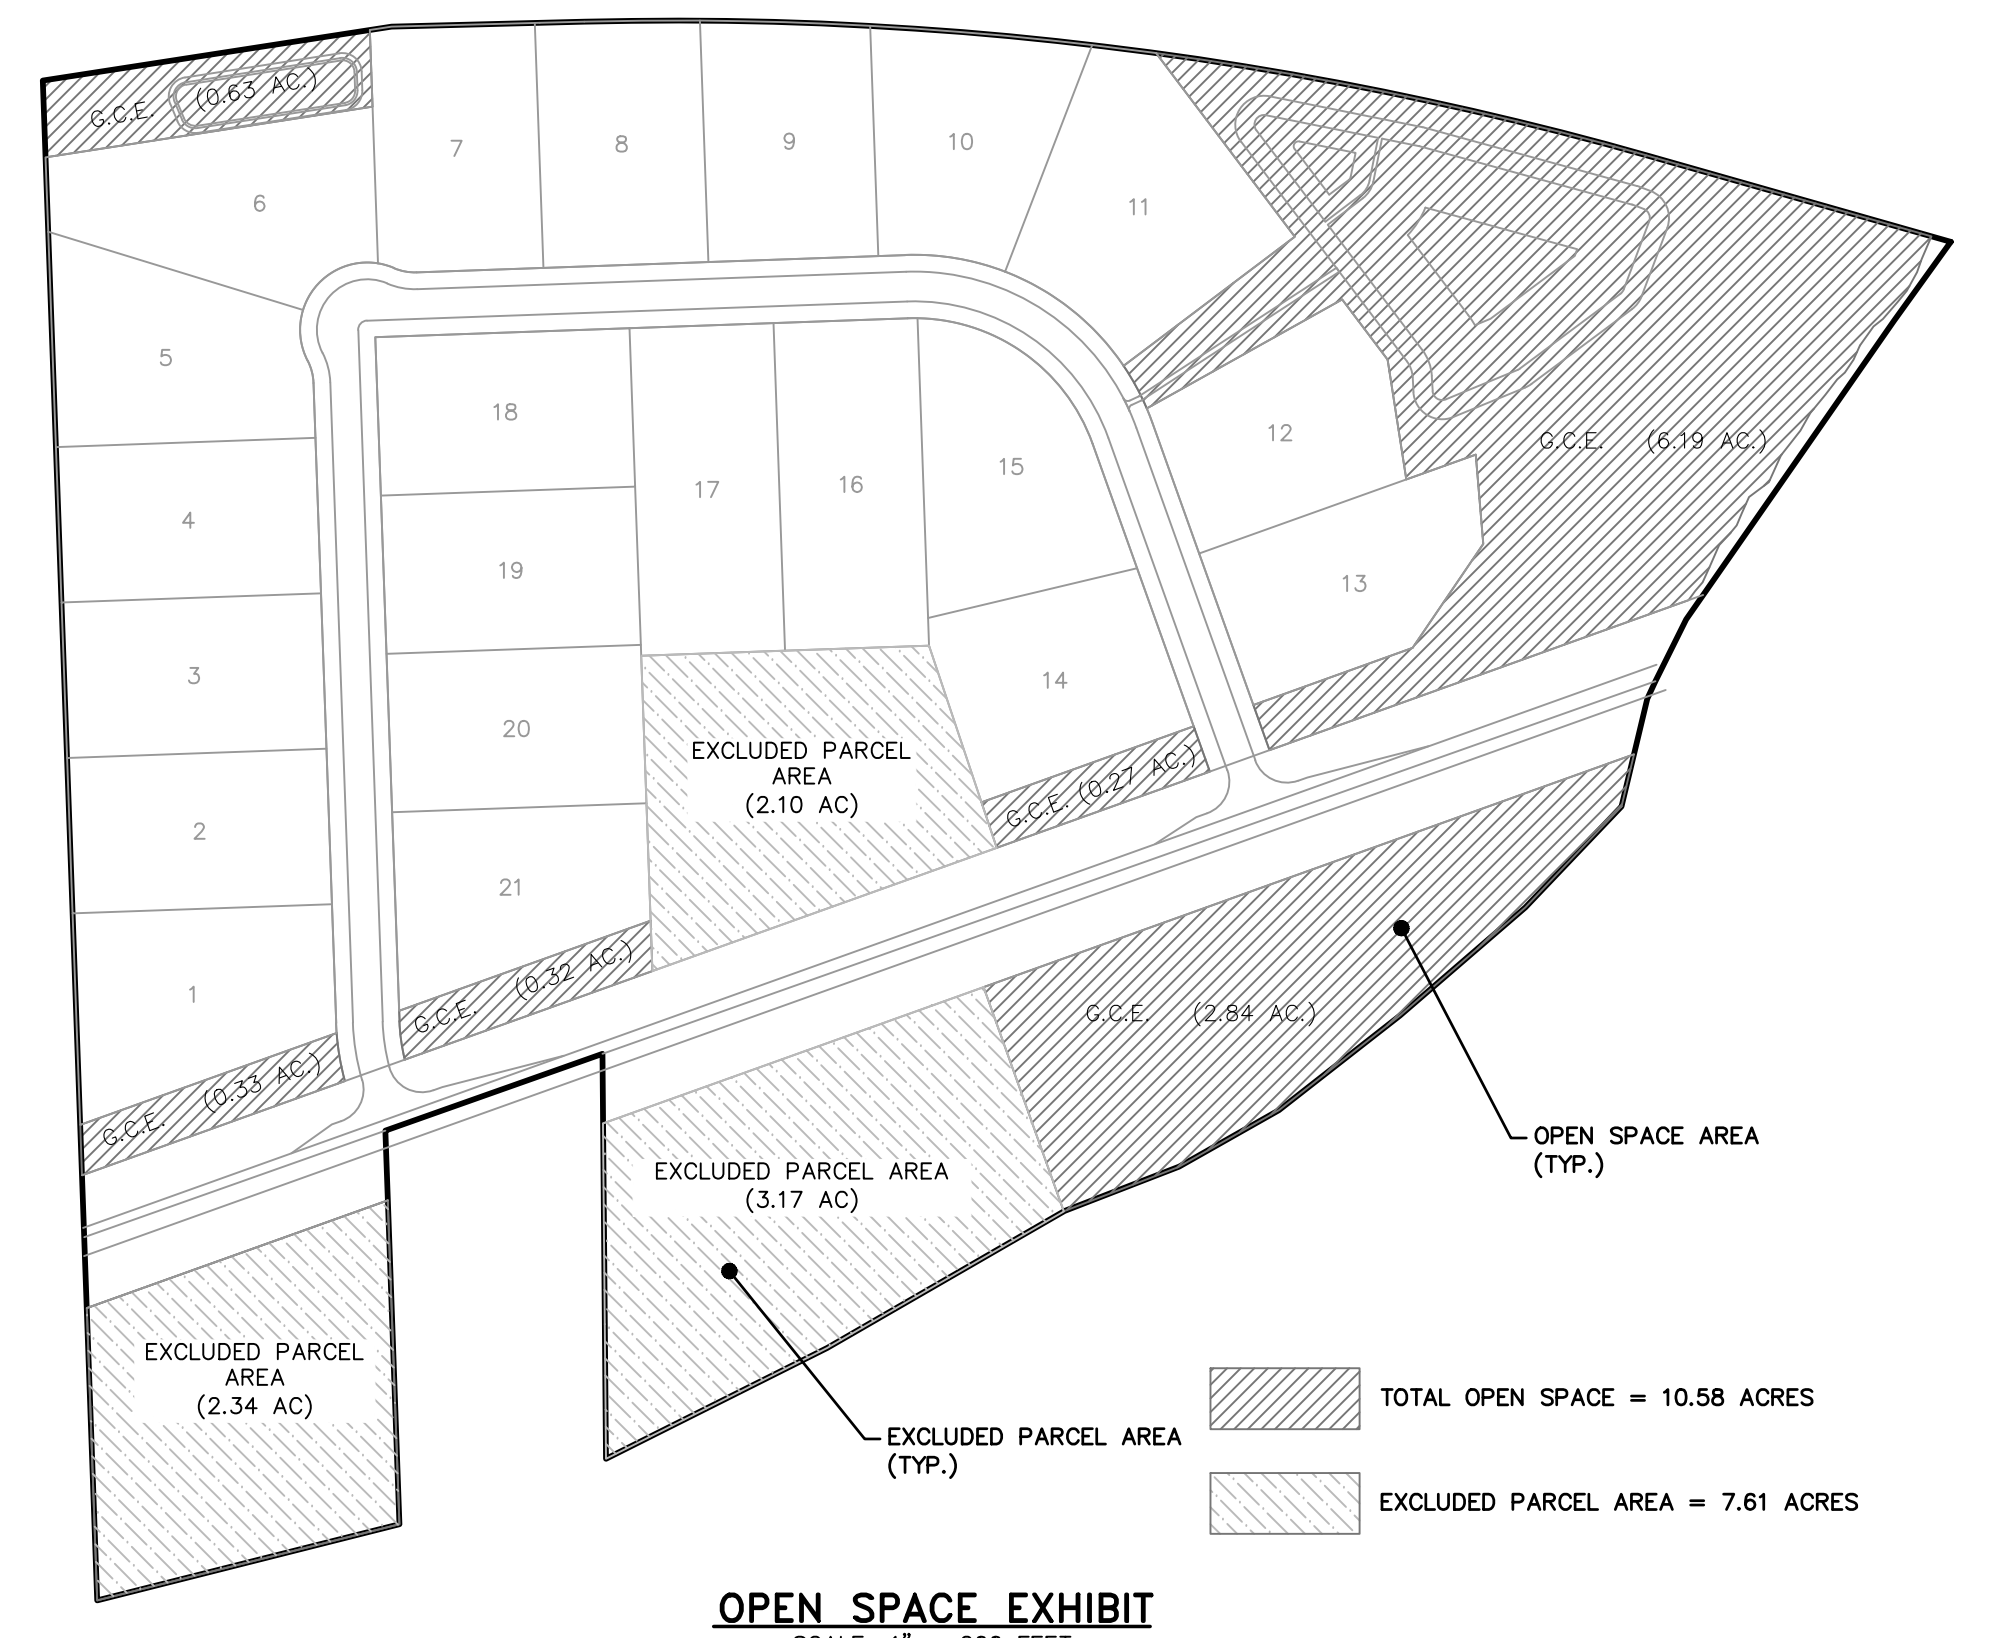 G.C.E. (0.63 AC.)
7
8
9
10
11
6
5
18
17
16
15
12
G.C.E. (6.19 AC.)
4
19
13
3
20
14
EXCLUDED PARCEL
AREA
(2.10 AC)
2
G.C.E. (0.27 AC.)
21
1
G.C.E. (0.32 AC.)
G.C.E. (2.84 AC.)
G.C.E. (0.33 AC.)
OPEN SPACE AREA
(TYP.)
EXCLUDED PARCEL AREA
(3.17 AC)
EXCLUDED PARCEL
AREA
(2.34 AC)
TOTAL OPEN SPACE = 10.58 ACRES
EXCLUDED PARCEL AREA
(TYP.)
EXCLUDED PARCEL AREA = 7.61 ACRES
OPEN SPACE EXHIBIT